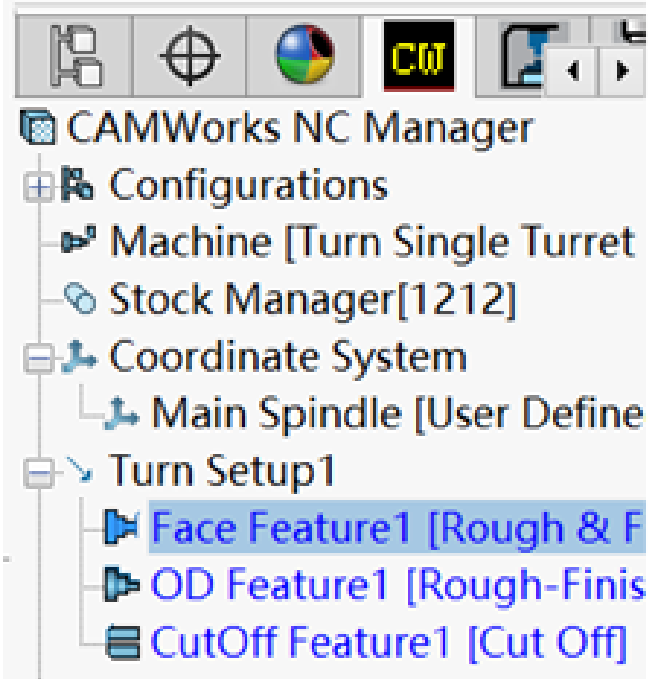 CW
CAMWorks NC Manager
Configurations
Machine [Turn Single Turret
Stock Manager[1212]
Coordinate System
Main Spindle [User Define
Turn Setup1
Face Feature1 [Rough & F
OD Feature1 [Rough-Finis
CutOff Feature1 [Cut Off]